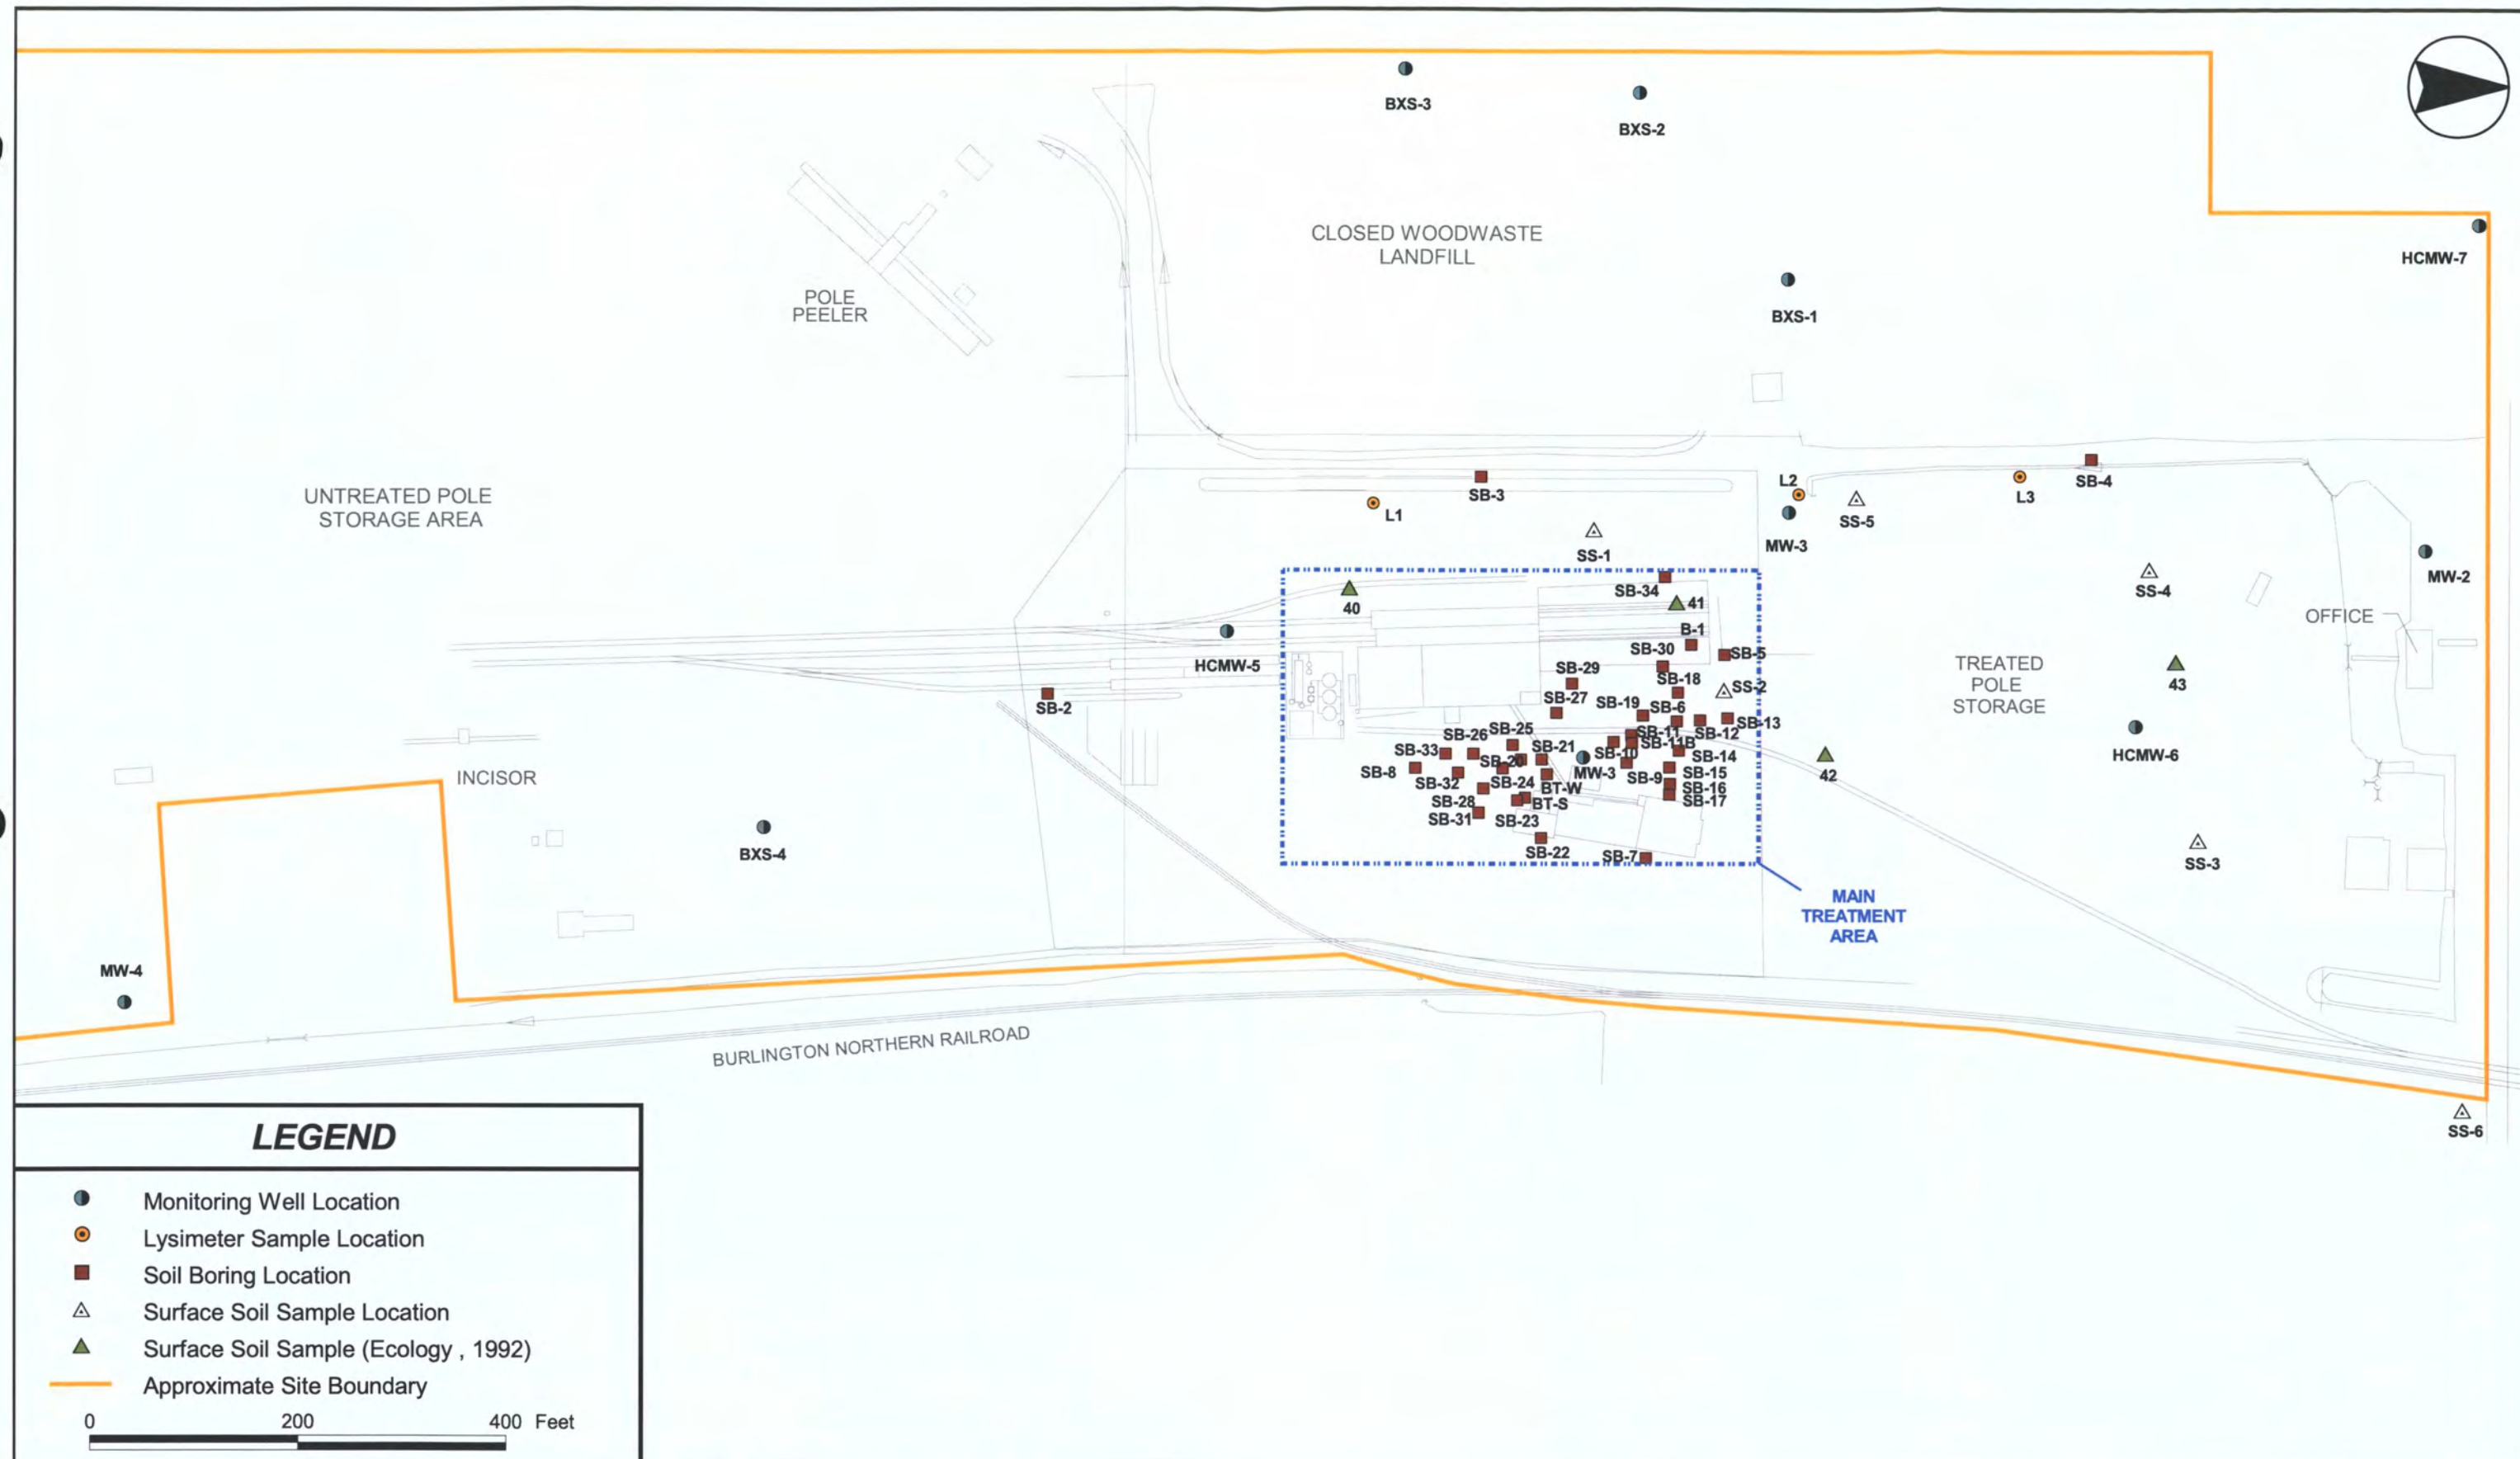 BXS-3
BXS-2
HCMW-7
CLOSED WOODWASTE
LANDFILL
POLE
PEELER
BXS-1
UNTREATED POLE
STORAGE AREA
SB-3
L1
L2
SS-5
L3
SB-4
MW-3
SS-1
MW-2
SS-4
OFFICE
SB-34
40
41
B-1
SB-30
SB-5
HCMW-5
SB-29
SB-18
TREATED
POLE
STORAGE
43
SB-2
SB-27
SB-19
SS-2
SB-6
SB-13
SB-26
SB-25
SB-11
SB-12
SB-11B
SB-33
SB-21
SB-10
SB-14
HCMW-6
SB-8
SB-20
MW-3
SB-9
SB-15
42
INCISOR
SB-32
SB-24
BT-W
SB-16
SB-28
BT-S
SB-17
SB-31
SB-23
BXS-4
SB-22
SB-7
SS-3
MAIN
TREATMENT
AREA
MW-4
BURLINGTON NORTHERN RAILROAD
SS-6
LEGEND
Monitoring Well Location
Lysimeter Sample Location
Soil Boring Location
Surface Soil Sample Location
Surface Soil Sample (Ecology , 1992)
Approximate Site Boundary
0 200 400 Feet